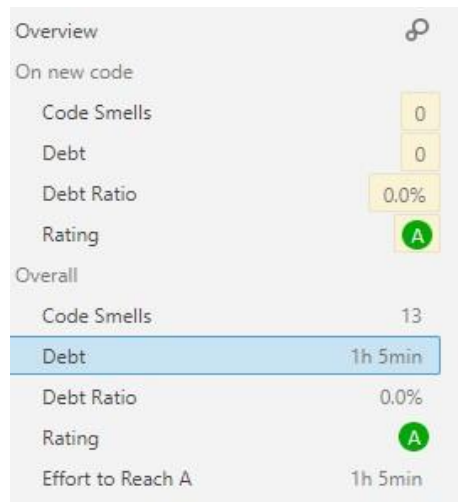 Overview
On new code
Code Smells 0
Debt 0
Debt Ratio 0.0%
Rating A
Overall
Code Smells 13
Debt 1h 5min
Debt Ratio 0.0%
Rating A
Effort to Reach A 1h 5min